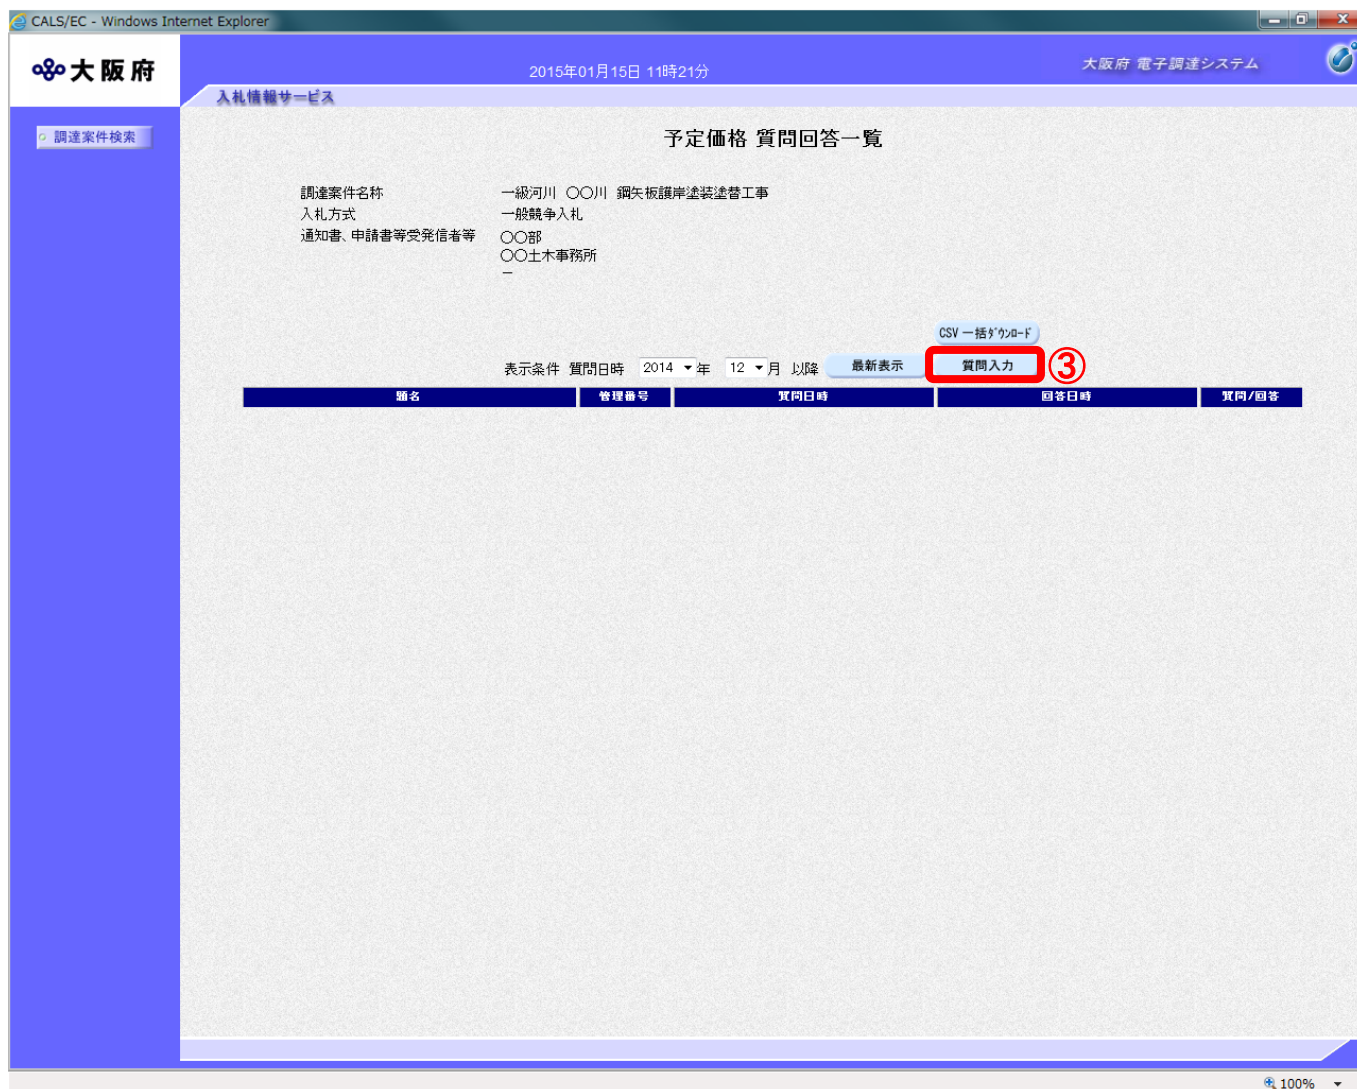 CALS/EC - Windows Internet Explorer
大阪府
2015年01月15日 11時21分
大阪府 電子調達システム
入札情報サービス
調達案件検索
予定価格 質問回答一覧
調達案件名称 一級河川 〇〇川 鋼矢板護岸塗装塗替工事
入札方式 一般競争入札
通知書、申請書等受発信者等 〇〇部
〇〇土木事務所
－
CSV一括ダウンロード
表示条件 質問日時 2014 年 12 月 以降 最新表示 質問入力 ③
題名 管理番号 質問日時 回答日時 質問/回答
100%